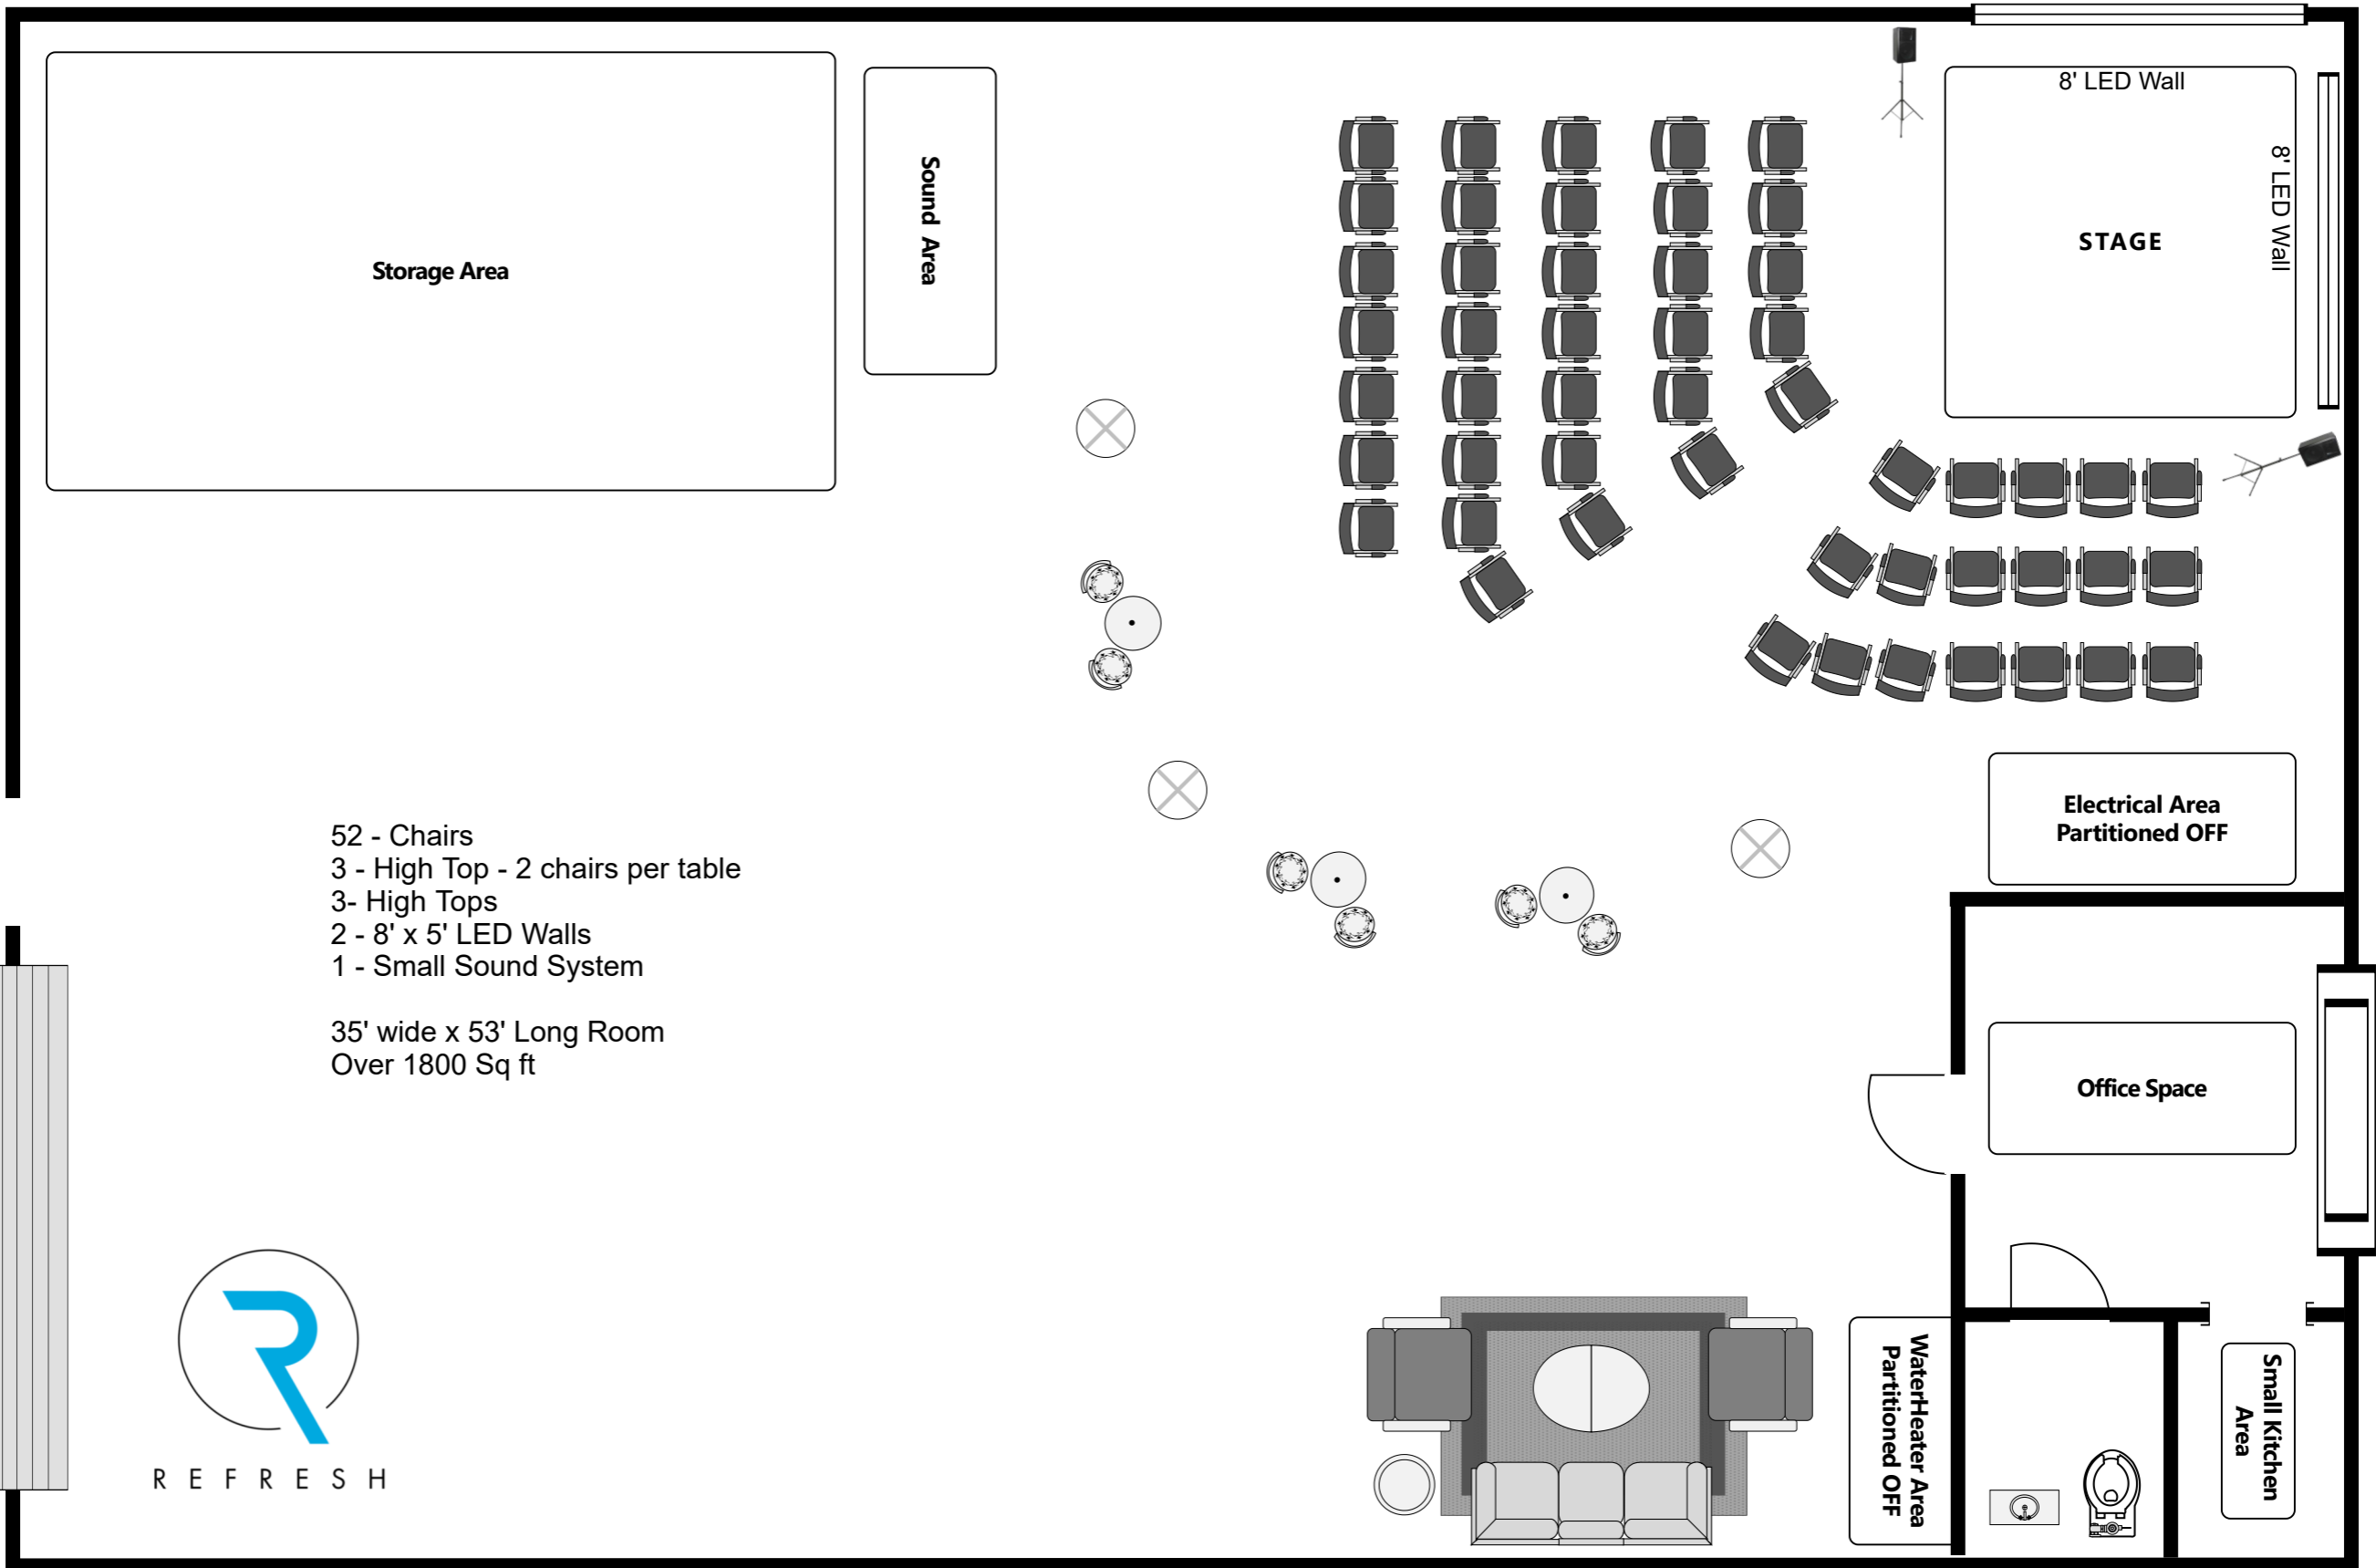 8' LED Wall
8' LED Wall
STAGE
Storage Area
Sound Area
52 - Chairs
3 - High Top - 2 chairs per table
3- High Tops
2 - 8' x 5' LED Walls
1 - Small Sound System
35' wide x 53' Long Room
Over 1800 Sq ft
Electrical Area
Partitioned OFF
Office Space
WaterHeater Area
Partitioned OFF
Small Kitchen
Area
R
REFRESH